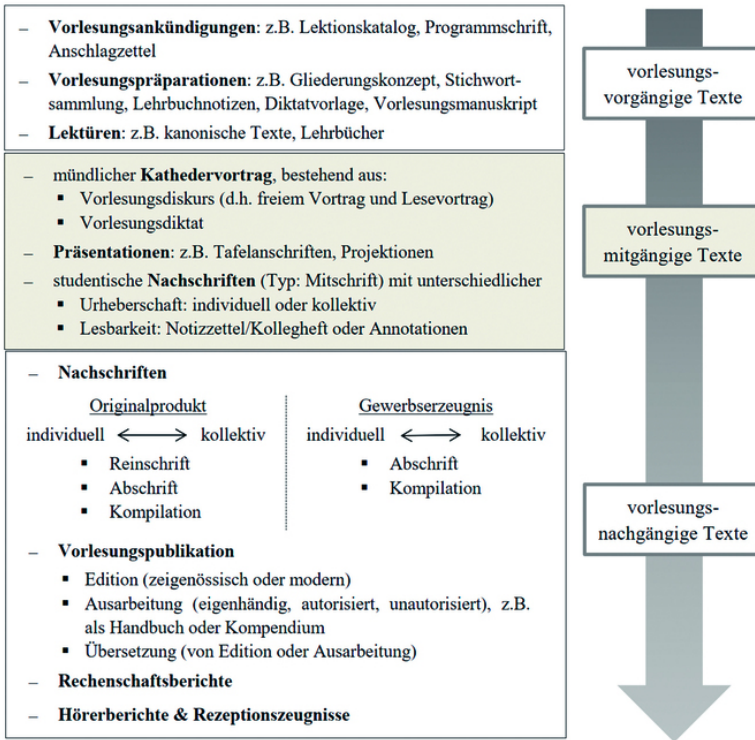 – Vorlesungsankündigungen: z.B. Lektionskatalog, Programmschrift,
Anschlagzettel
– Vorlesungspräparationen: z.B. Gliederungskonzept, Stichwort-
sammlung, Lehrbuchnotizen, Diktatvorlage, Vorlesungsmanuskript
– Lektüren: z.B. kanonische Texte, Lehrbücher
vorlesungs-
vorgängige Texte
– mündlicher Kathedervortrag, bestehend aus:
▪ Vorlesungsdiskurs (d.h. freiem Vortrag und Lesevortrag)
▪ Vorlesungsdiktat
– Präsentationen: z.B. Tafelanschriften, Projektionen
– studentische Nachschriften (Typ: Mitschrift) mit unterschiedlicher
▪ Urheberschaft: individuell oder kollektiv
▪ Lesbarkeit: Notizzettel/Kollegheft oder Annotationen
vorlesungs-
mitgängige Texte
– Nachschriften
Originalprodukt
individuell ⟷ kollektiv
▪ Reinschrift
▪ Abschrift
▪ Kompilation
Gewerbserzeugnis
individuell ⟷ kollektiv
▪ Abschrift
▪ Kompilation
– Vorlesungspublikation
▪ Edition (zeigenössisch oder modern)
▪ Ausarbeitung (eigenhändig, autorisiert, unautorisiert), z.B.
als Handbuch oder Kompendium
▪ Übersetzung (von Edition oder Ausarbeitung)
– Rechenschaftsberichte
– Hörerberichte & Rezeptionszeugnisse
vorlesungs-
nachgängige Texte